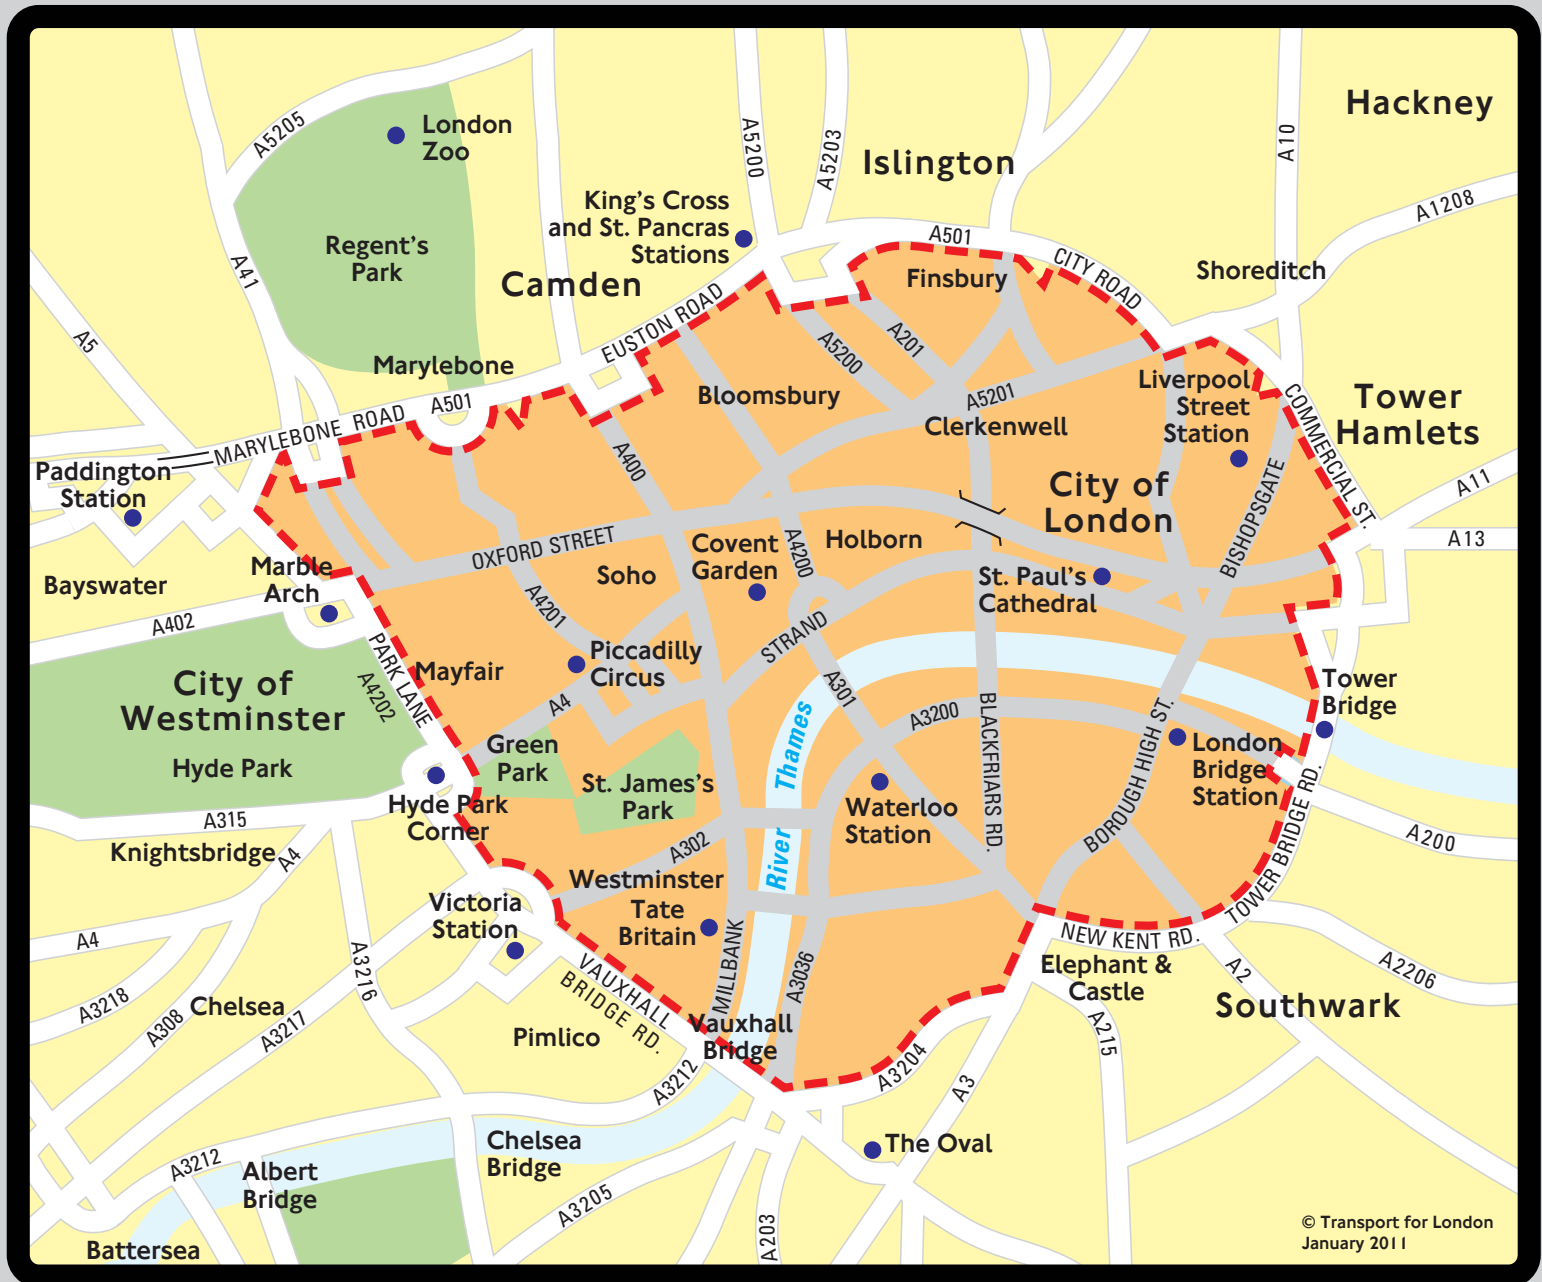 Hackney
A10
A5205
London
Zoo
A5200
A5203
Islington
King's Cross
and St. Pancras
Stations
A1208
Regent's
Park
A41
Camden
A501
CITY ROAD
Shoreditch
Finsbury
EUSTON ROAD
A5
Marylebone
A5200
A201
Bloomsbury
A5201
Clerkenwell
Liverpool
Street
Station
COMMERCIAL ST.
Tower
Hamlets
A501
MARYLEBONE ROAD
A400
Paddington
Station
City of
London
BISHOPSGATE
A11
A13
OXFORD STREET
Covent
Garden
A4200
Holborn
Soho
St. Paul's
Cathedral
Marble
Arch
Bayswater
A402
A4201
STRAND
Piccadilly
Circus
Mayfair
PARK LANE
A4202
City of
Westminster
A4
A301
A3200
BLACKFRIARS RD.
BOROUGH HIGH ST.
Tower
Bridge
River Thames
Green
Park
Hyde Park
St. James's
Park
London
Bridge
Station
Hyde Park
Corner
Waterloo
Station
TOWER BRIDGE RD.
A200
A315
Knightsbridge
A4
A302
Westminster
Tate
Britain
Victoria
Station
MILLBANK
A4
A3216
VAUXHALL
BRIDGE RD.
A3036
NEW KENT RD.
Elephant &
Castle
A2
A2206
Southwark
A3218
A308
Chelsea
A3217
Pimlico
Vauxhall
Bridge
A3212
A3204
A3
A215
Chelsea
Bridge
The Oval
A3212
Albert
Bridge
A3205
A203
Battersea
© Transport for London
January 2011